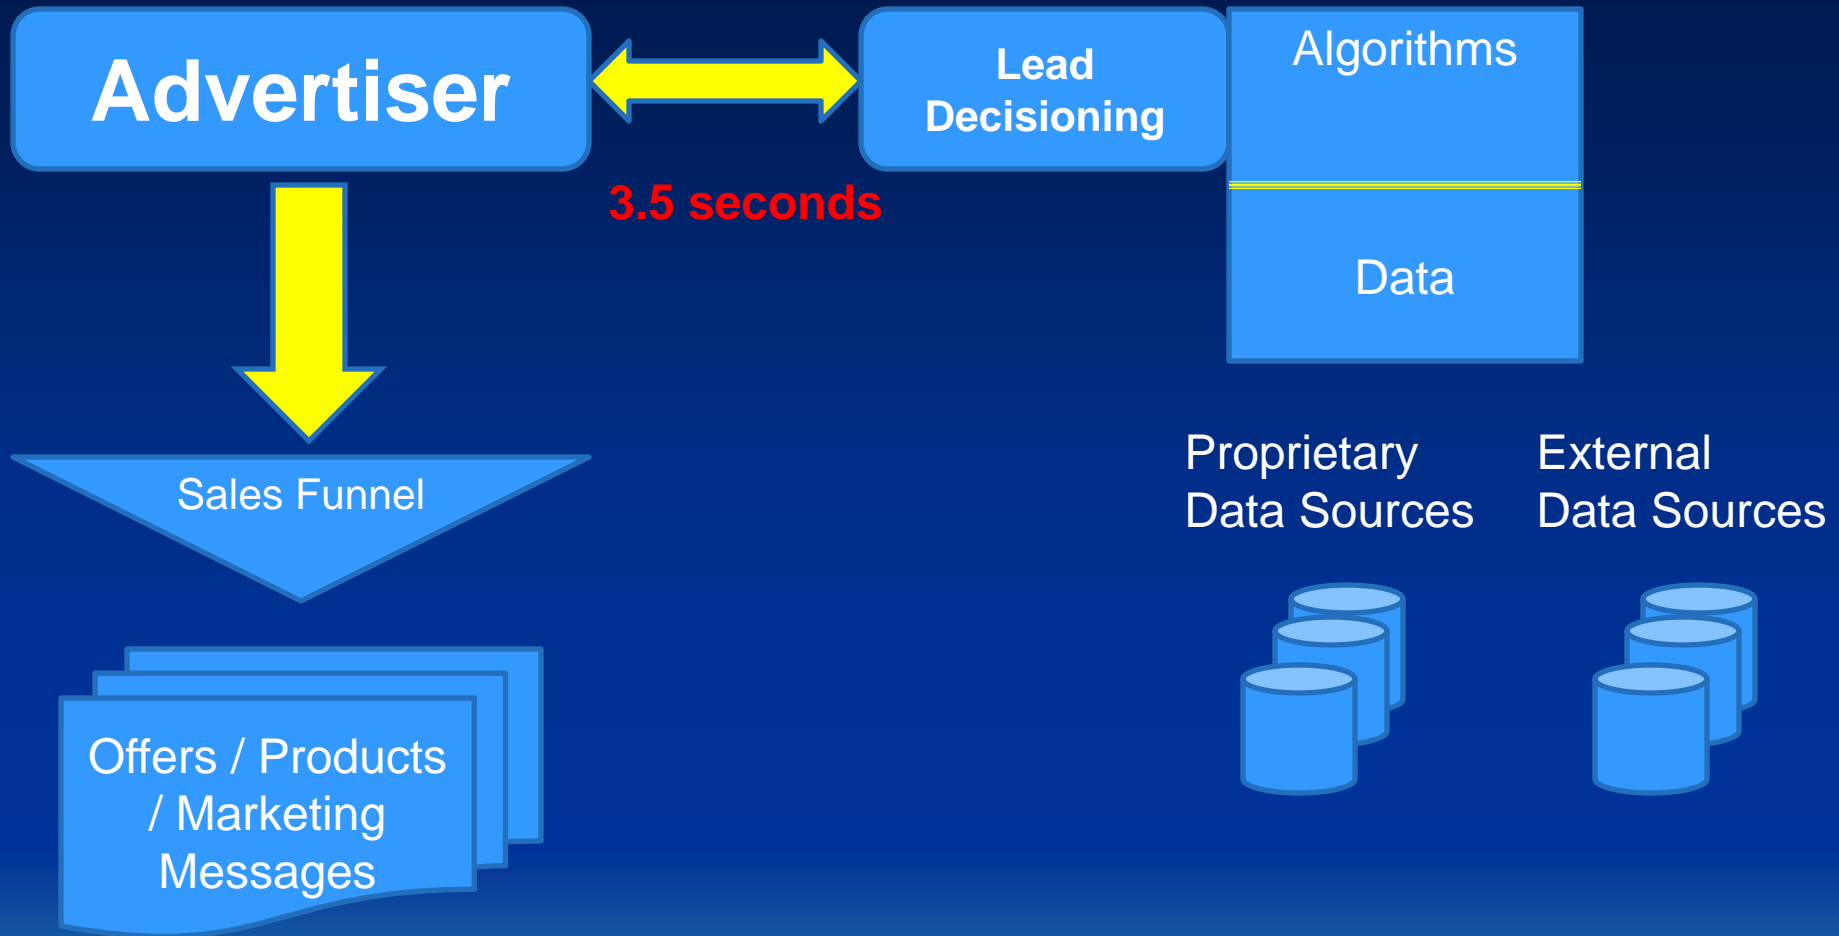 Advertiser
Lead
Decisioning
Algorithms
3.5 seconds
Data
Sales Funnel
Proprietary
Data Sources
External
Data Sources
Offers / Products
/ Marketing
Messages